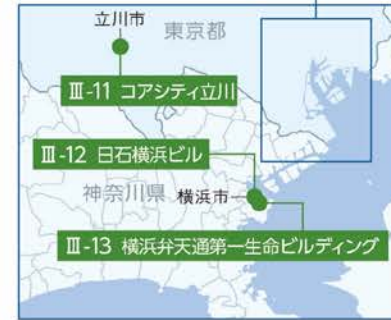 立川市
東京都
Ⅲ-11 コアシティ立川
Ⅲ-12 日石横浜ビル
神奈川県
横浜市
Ⅲ-13 横浜弁天通第一生命ビルディング